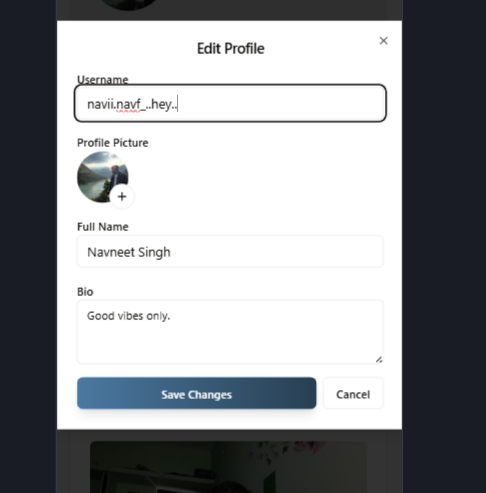 Edit Profile
Username
navii.navf_..hey..
Profile Picture
Full Name
Navneet Singh
Bio
Good vibes only.
Save Changes
Cancel